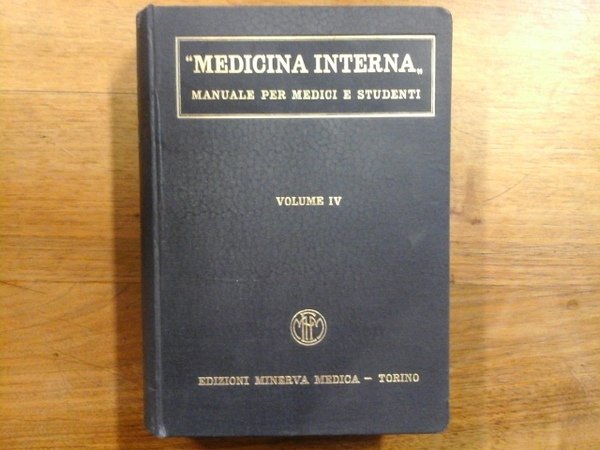 “MEDICINA INTERNA„
MANUALE PER MEDICI E STUDENTI
VOLUME IV
EDIZIONI MINERVA MEDICA – TORINO